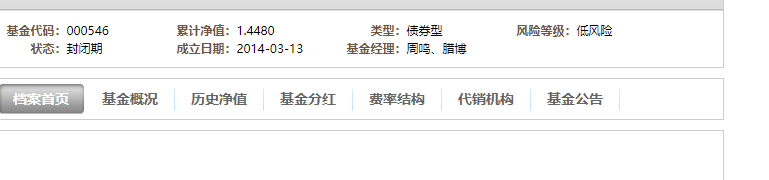 基金代码：000546 累计净值：1.4480 类型：债券型 风险等级：低风险
状态：封闭期 成立日期：2014-03-13 基金经理：周鸣、腊博
档案首页 基金概况 历史净值 基金分红 费率结构 代销机构 基金公告